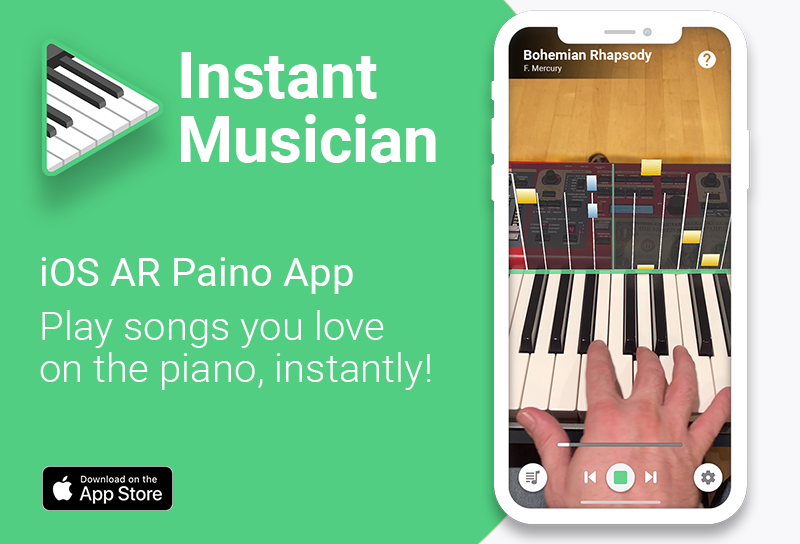 Instant
Musician
iOS AR Paino App
Play songs you love
on the piano, instantly!
Download on the
App Store
Bohemian Rhapsody
F. Mercury
?